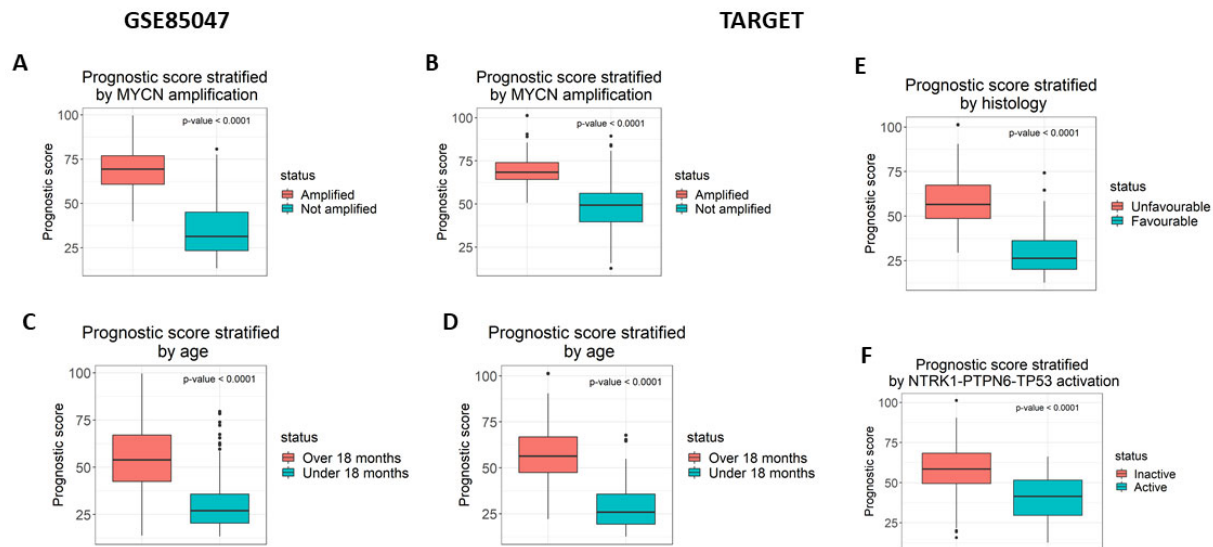 GSE85047
TARGET
A
Prognostic score stratified
by MYCN amplification
p-value < 0.0001
100
75
50
25
Prognostic score
status
Amplified
Not amplified
B
Prognostic score stratified
by MYCN amplification
p-value < 0.0001
100
75
50
25
Prognostic score
status
Amplified
Not amplified
E
Prognostic score stratified
by histology
p-value < 0.0001
100
75
50
25
Prognostic score
status
Unfavourable
Favourable
C
Prognostic score stratified
by age
p-value < 0.0001
100
75
50
25
Prognostic score
status
Over 18 months
Under 18 months
D
Prognostic score stratified
by age
p-value < 0.0001
100
75
50
25
Prognostic score
status
Over 18 months
Under 18 months
F
Prognostic score stratified
by NTRK1-PTPN6-TP53 activation
p-value < 0.0001
100
75
50
25
Prognostic score
status
Inactive
Active